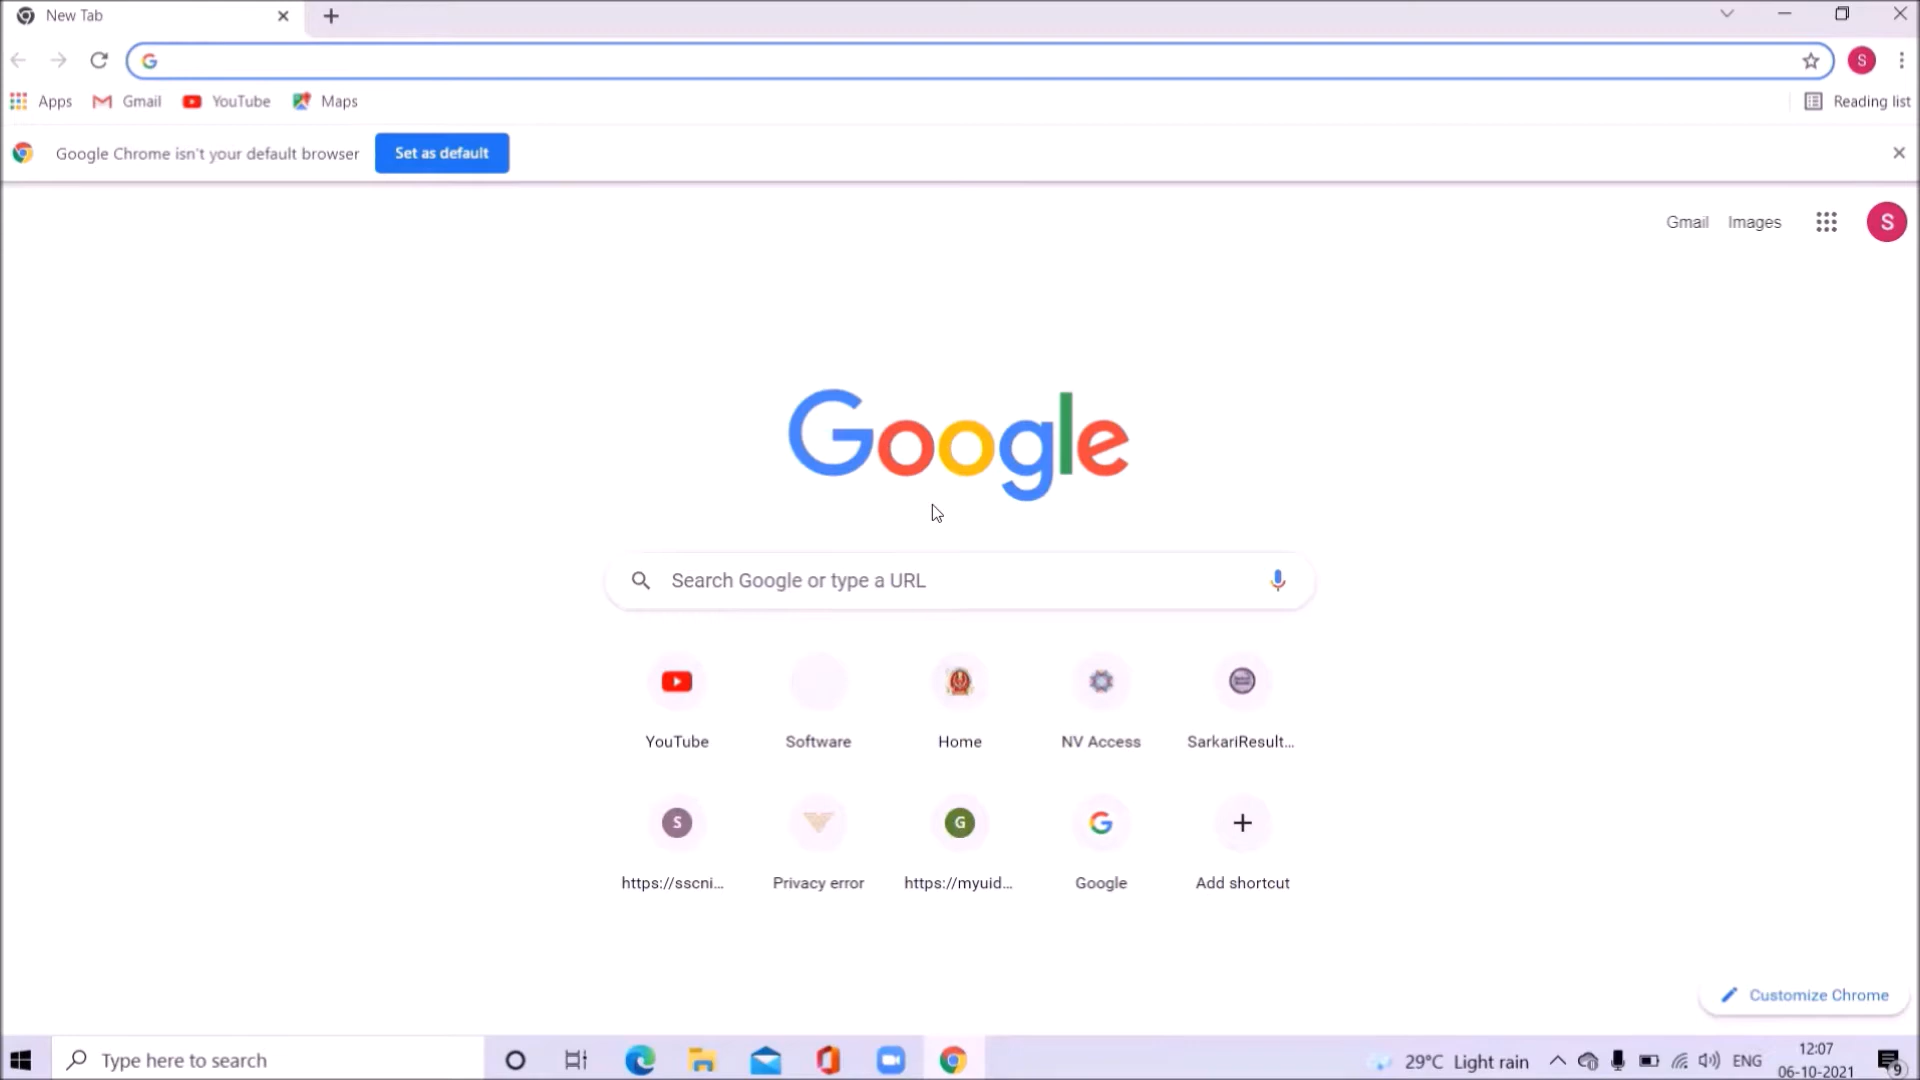 New Tab
Apps Gmail YouTube Maps Reading list
S
Google Chrome isn't your default browser Set as default
Gmail Images S
Google
Search Google or type a URL
YouTube Software Home NV Access SarkariResult...
S G
https://sscni... Privacy error https://myuid... Google Add shortcut
Customize Chrome
Type here to search
29°C Light rain ENG
12:07
06-10-2021
9